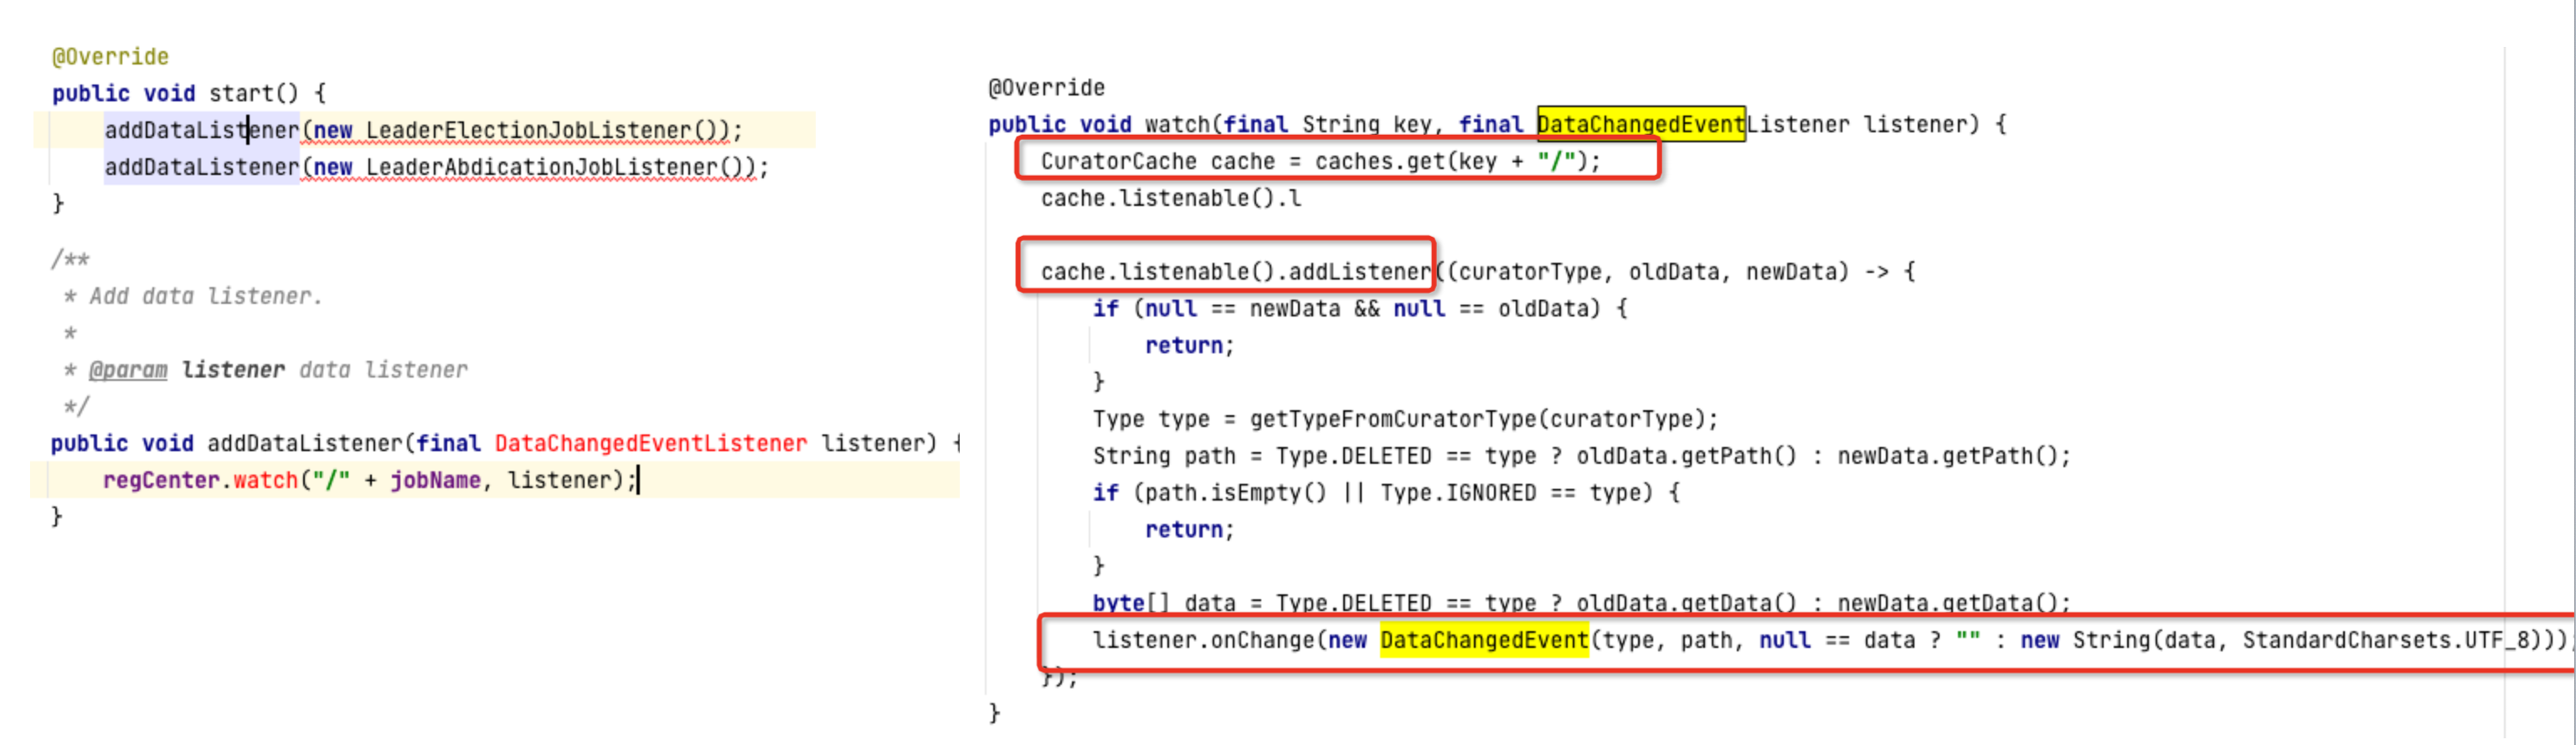 @Override
public void start() {
    addDataListener(new LeaderElectionJobListener());
    addDataListener(new LeaderAbdicationJobListener());
}
/**
 * Add data listener.
 *
 * @param listener data listener
 */
public void addDataListener(final DataChangedEventListener listener) {
    regCenter.watch("/" + jobName, listener);
}
@Override
public void watch(final String key, final DataChangedEventListener listener) {
    CuratorCache cache = caches.get(key + "/");
    cache.listenable().l
    cache.listenable().addListener((curatorType, oldData, newData) -> {
        if (null == newData && null == oldData) {
            return;
        }
        Type type = getTypeFromCuratorType(curatorType);
        String path = Type.DELETED == type ? oldData.getPath() : newData.getPath();
        if (path.isEmpty() || Type.IGNORED == type) {
            return;
        }
        byte[] data = Type.DELETED == type ? oldData.getData() : newData.getData();
        listener.onChange(new DataChangedEvent(type, path, null == data ? "" : new String(data, StandardCharsets.UTF_8)));
    });
}